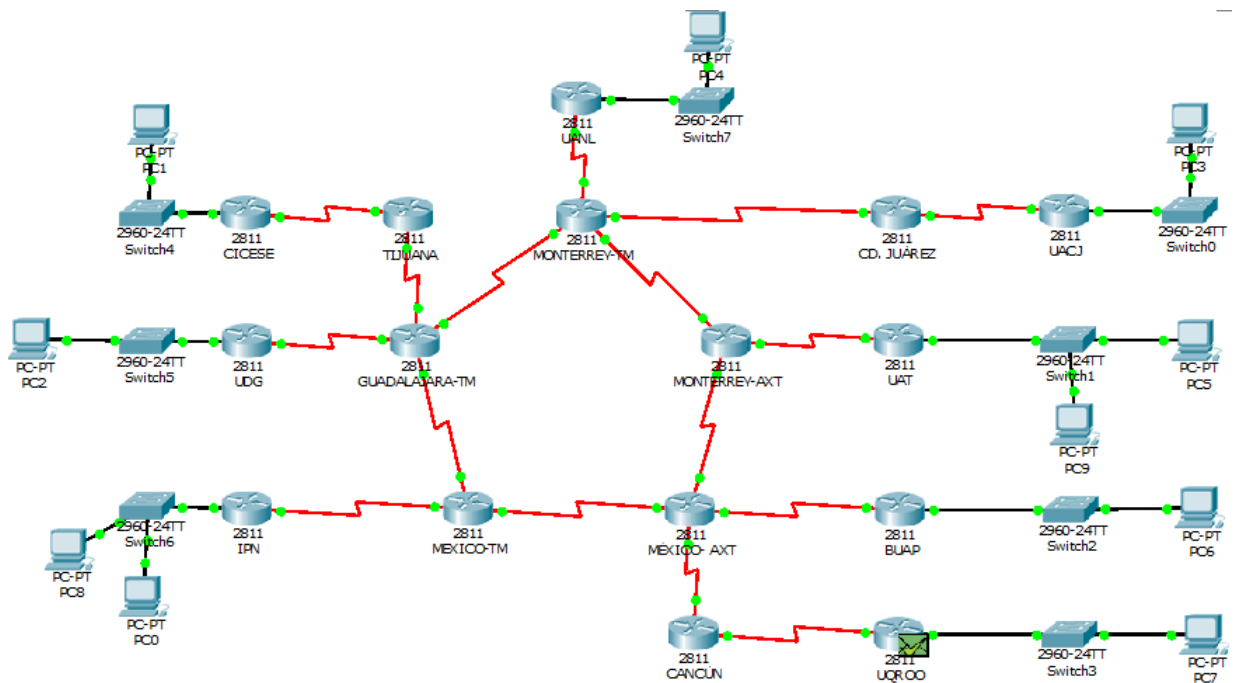 PC-PT
PC4
2811
UANL
2960-24TT
Switch7
PC-PT
PC1
PC-PT
PC3
2960-24TT
Switch4
2811
CICESE
2811
TIJUANA
2811
MONTERREY-TM
2811
CD. JUÁREZ
2811
UACJ
2960-24TT
Switch0
PC-PT
PC2
2960-24TT
Switch5
2811
UDG
2811
GUADALAJARA-TM
2811
MONTERREY-AXT
2811
UAT
2960-24TT
Switch1
PC-PT
PC5
PC-PT
PC9
2960-24TT
Switch6
2811
IPN
2811
MEXICO-TM
2811
MÉXICO- AXT
2811
BUAP
2960-24TT
Switch2
PC-PT
PC6
PC-PT
PC8
PC-PT
PC0
2811
CANCÚN
2811
UQROO
2960-24TT
Switch3
PC-PT
PC7